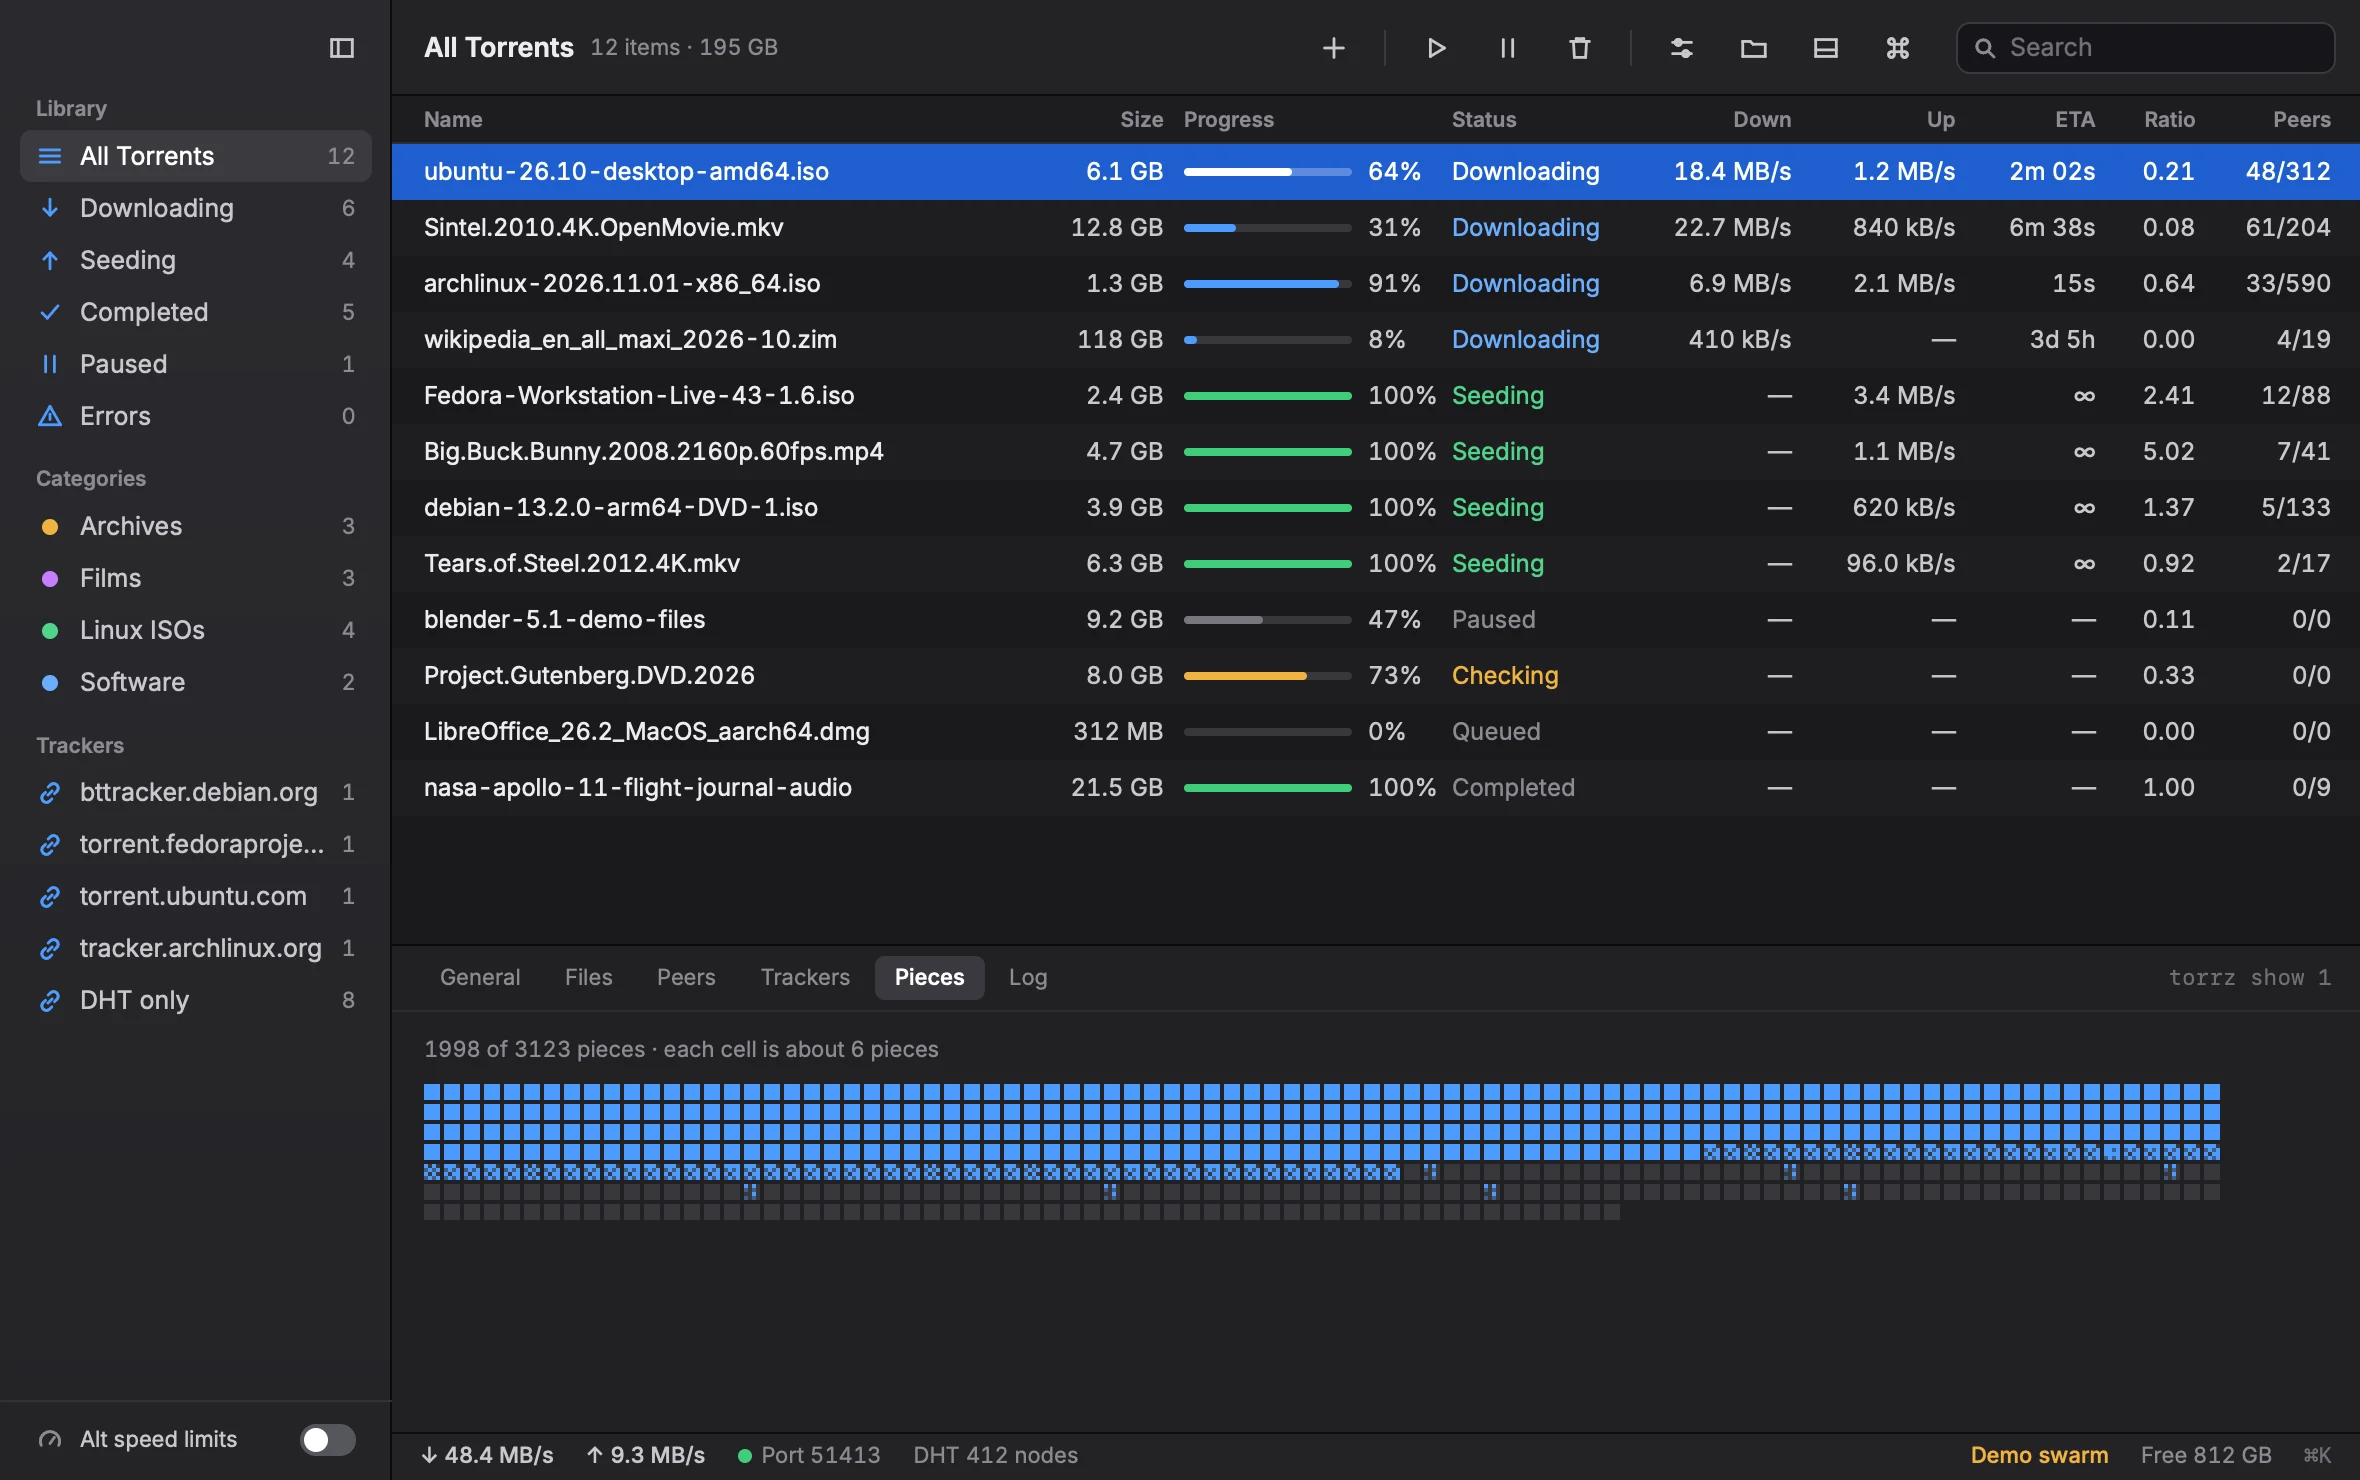 Library
All Torrents 12
Downloading 6
Seeding 4
Completed 5
Paused 1
Errors 0
Categories
Archives 3
Films 3
Linux ISOs 4
Software 2
Trackers
bttracker.debian.org 1
torrent.fedoraproje... 1
torrent.ubuntu.com 1
tracker.archlinux.org 1
DHT only 8
Alt speed limits
All Torrents 12 items · 195 GB
Search
Name Size Progress Status Down Up ETA Ratio Peers
ubuntu-26.10-desktop-amd64.iso 6.1 GB 64% Downloading 18.4 MB/s 1.2 MB/s 2m 02s 0.21 48/312
Sintel.2010.4K.OpenMovie.mkv 12.8 GB 31% Downloading 22.7 MB/s 840 kB/s 6m 38s 0.08 61/204
archlinux-2026.11.01-x86_64.iso 1.3 GB 91% Downloading 6.9 MB/s 2.1 MB/s 15s 0.64 33/590
wikipedia_en_all_maxi_2026-10.zim 118 GB 8% Downloading 410 kB/s — 3d 5h 0.00 4/19
Fedora-Workstation-Live-43-1.6.iso 2.4 GB 100% Seeding — 3.4 MB/s ∞ 2.41 12/88
Big.Buck.Bunny.2008.2160p.60fps.mp4 4.7 GB 100% Seeding — 1.1 MB/s ∞ 5.02 7/41
debian-13.2.0-arm64-DVD-1.iso 3.9 GB 100% Seeding — 620 kB/s ∞ 1.37 5/133
Tears.of.Steel.2012.4K.mkv 6.3 GB 100% Seeding — 96.0 kB/s ∞ 0.92 2/17
blender-5.1-demo-files 9.2 GB 47% Paused — — — 0.11 0/0
Project.Gutenberg.DVD.2026 8.0 GB 73% Checking — — — 0.33 0/0
LibreOffice_26.2_MacOS_aarch64.dmg 312 MB 0% Queued — — — 0.00 0/0
nasa-apollo-11-flight-journal-audio 21.5 GB 100% Completed — — — 1.00 0/9
General Files Peers Trackers Pieces Log torrz show 1
1998 of 3123 pieces · each cell is about 6 pieces
↓ 48.4 MB/s ↑ 9.3 MB/s Port 51413 DHT 412 nodes Demo swarm Free 812 GB ⌘K